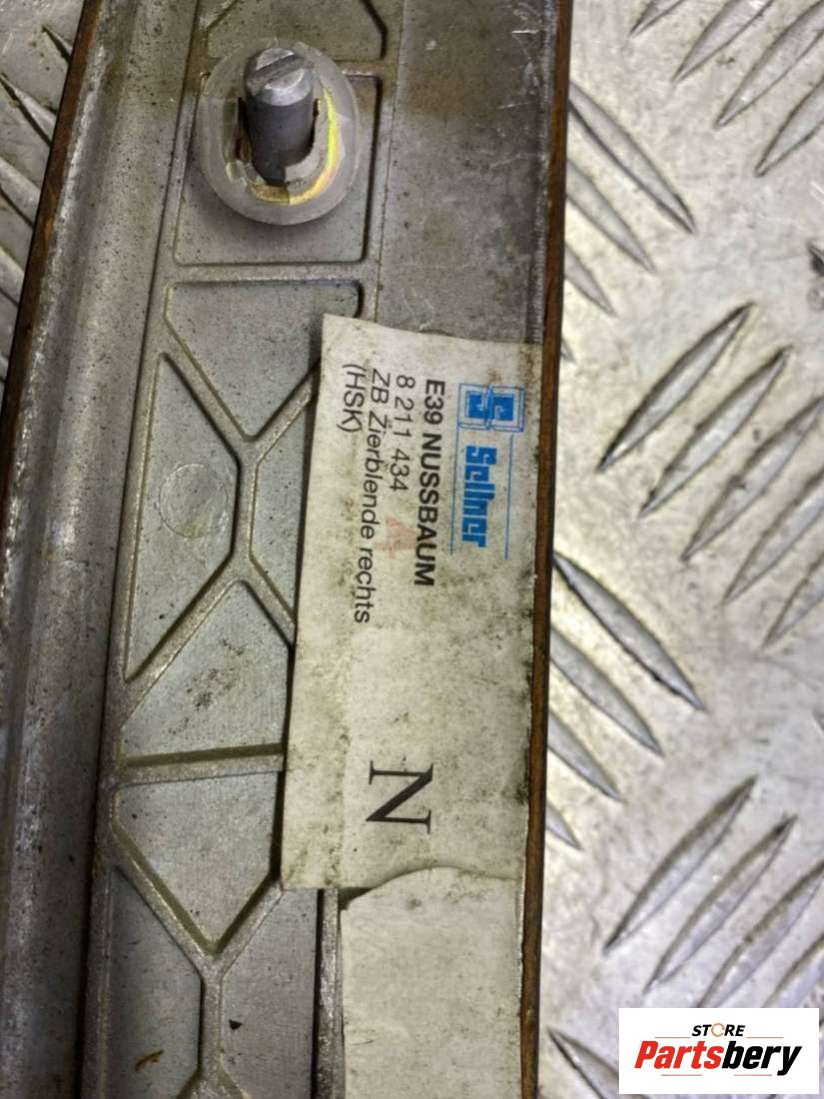 Sellner
E39 NUSSBAUM
8 211 434
ZB Zierblende rechts
(HSK)
N
STORE
Partsbery